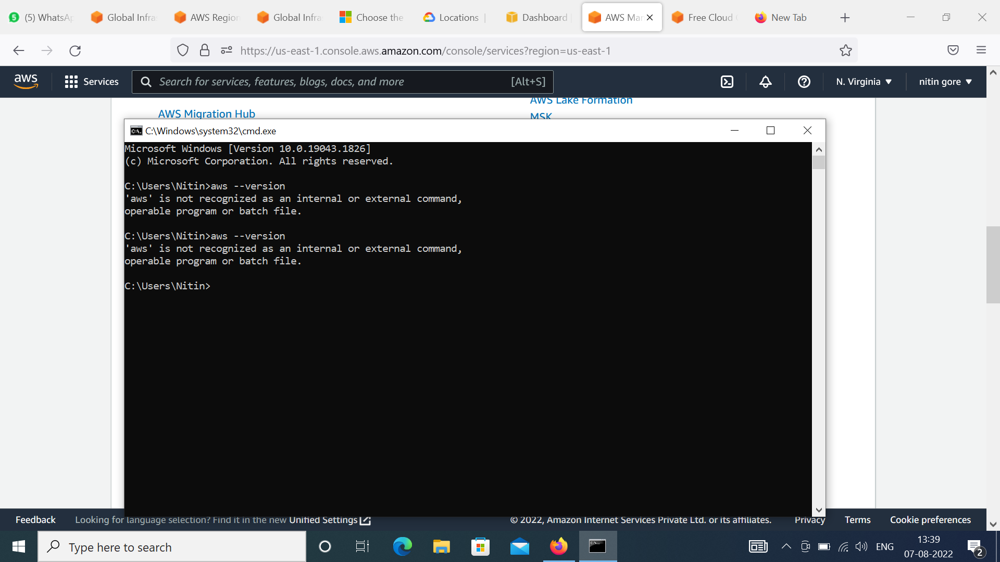 (5) WhatsAp
Global Infra
AWS Region
Global Infra
Choose the
Locations |
Dashboard |
AWS Mar
Free Cloud
New Tab
https://us-east-1.console.aws.amazon.com/console/services?region=us-east-1
aws
Services
Search for services, features, blogs, docs, and more
[Alt+S]
N. Virginia
nitin gore
AWS Lake Formation
AWS Migration Hub
MSK
C:\Windows\system32\cmd.exe
Microsoft Windows [Version 10.0.19043.1826]
(c) Microsoft Corporation. All rights reserved.
C:\Users\Nitin>aws --version
'aws' is not recognized as an internal or external command,
operable program or batch file.
C:\Users\Nitin>aws --version
'aws' is not recognized as an internal or external command,
operable program or batch file.
C:\Users\Nitin>
Feedback
Looking for language selection? Find it in the new Unified Settings
© 2022, Amazon Internet Services Private Ltd. or its affiliates.
Privacy
Terms
Cookie preferences
Type here to search
ENG
13:39
07-08-2022
2